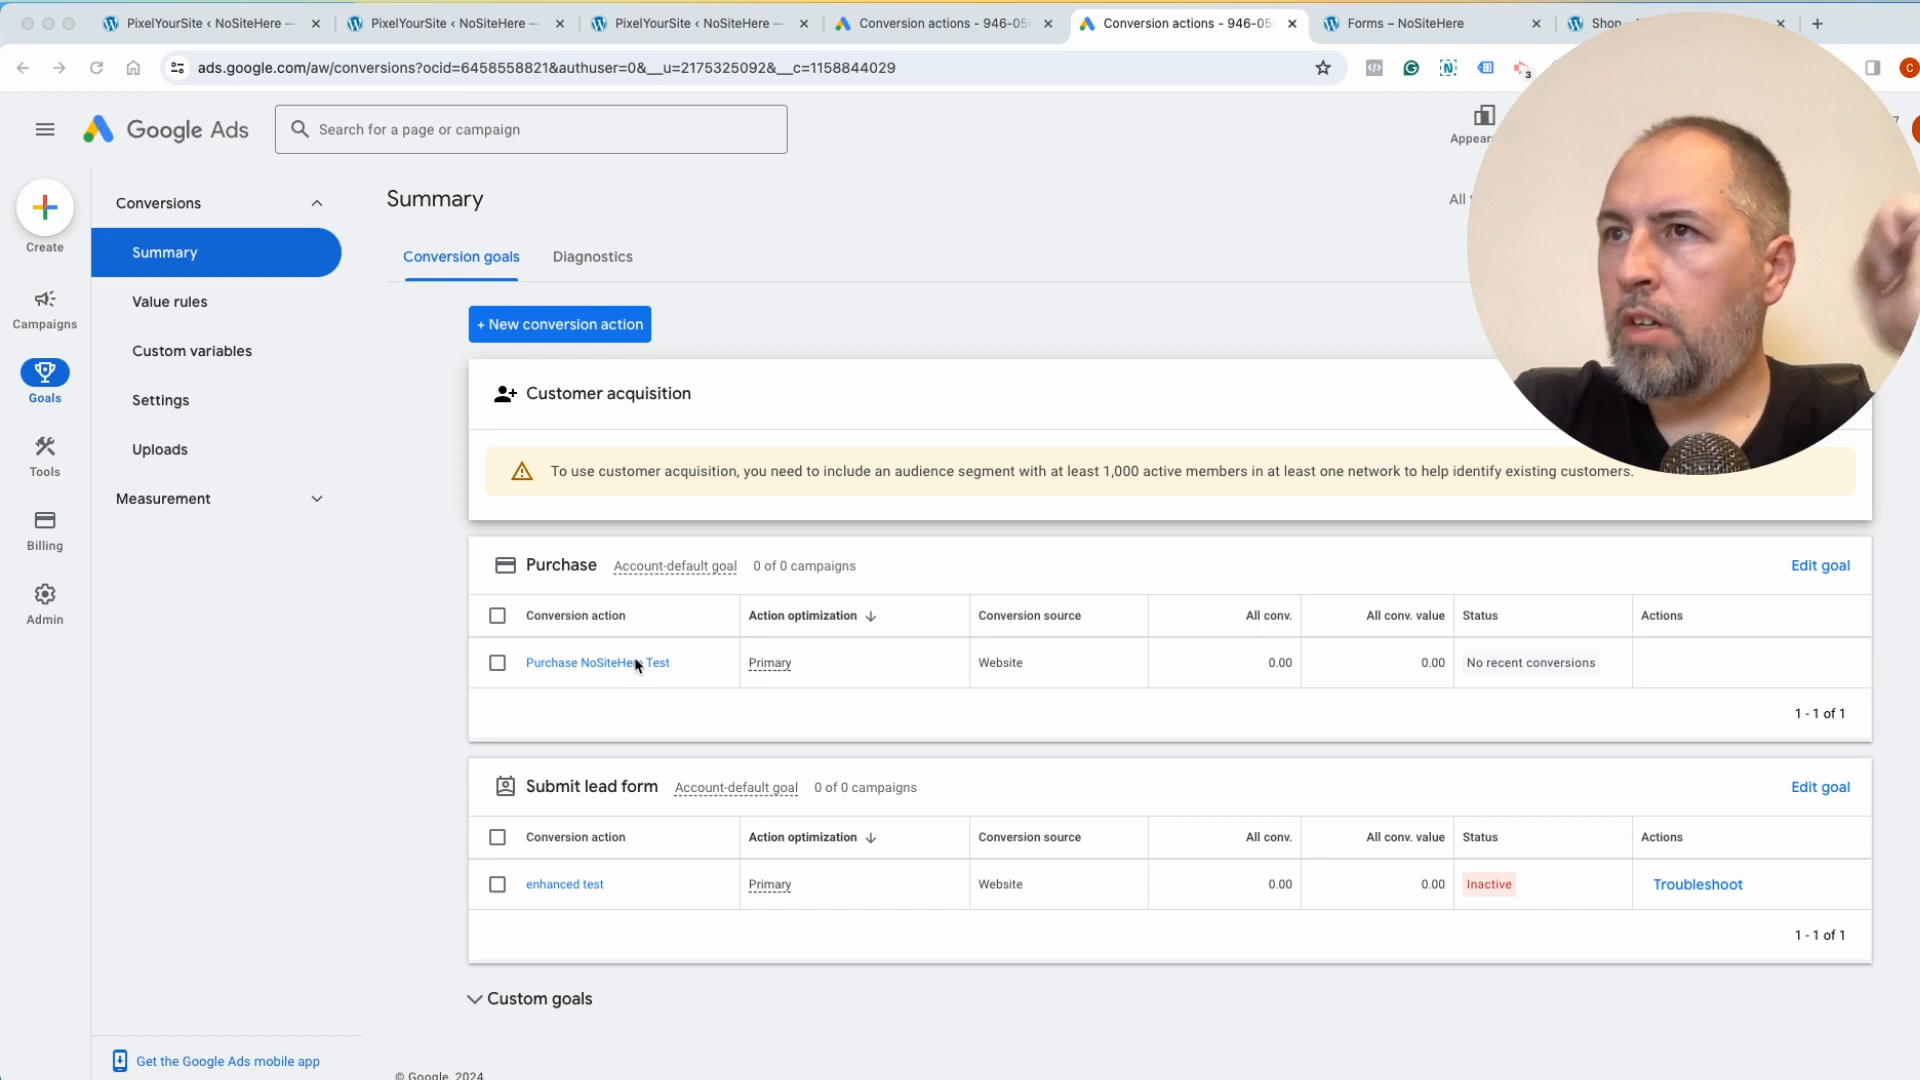 PixelYourSite ‹ NoSiteHere —
PixelYourSite ‹ NoSiteHere —
PixelYourSite ‹ NoSiteHere —
Conversion actions - 946-05
Conversion actions - 946-05
Forms – NoSiteHere
Shop
ads.google.com/aw/conversions?ocid=6458558821&authuser=0&__u=2175325092&__c=1158844029
3
C
Google Ads
Search for a page or campaign
Create
Campaigns
Goals
Tools
Billing
Admin
Conversions
Summary
Value rules
Custom variables
Settings
Uploads
Measurement
Get the Google Ads mobile app
Summary
All
Conversion goals
Diagnostics
+ New conversion action
Customer acquisition
To use customer acquisition, you need to include an audience segment with at least 1,000 active members in at least one network to help identify existing customers.
Purchase Account-default goal 0 of 0 campaigns Edit goal
Conversion action Action optimization Conversion source All conv. All conv. value Status Actions
Purchase NoSiteHere Test Primary Website 0.00 0.00 No recent conversions
1 - 1 of 1
Submit lead form Account-default goal 0 of 0 campaigns Edit goal
Conversion action Action optimization Conversion source All conv. All conv. value Status Actions
enhanced test Primary Website 0.00 0.00 Inactive Troubleshoot
1 - 1 of 1
Custom goals
© Google, 2024